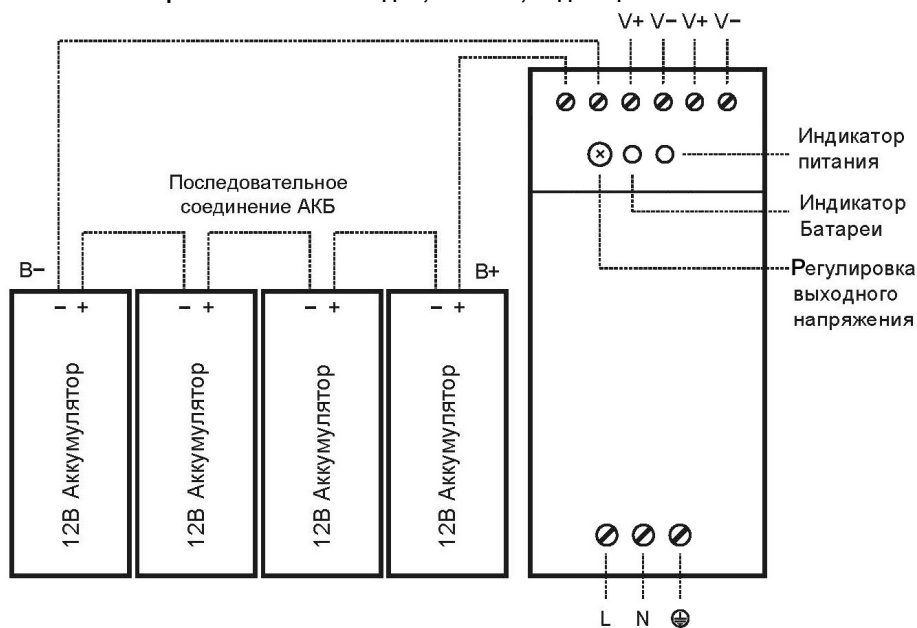 V+ V− V+ V−
Индикатор
питания
Последовательное
соединение АКБ
Индикатор
Батареи
B− B+
Регулировка
выходного
напряжения
− + − + − + − +
12В Аккумулятор
12В Аккумулятор
12В Аккумулятор
12В Аккумулятор
L N